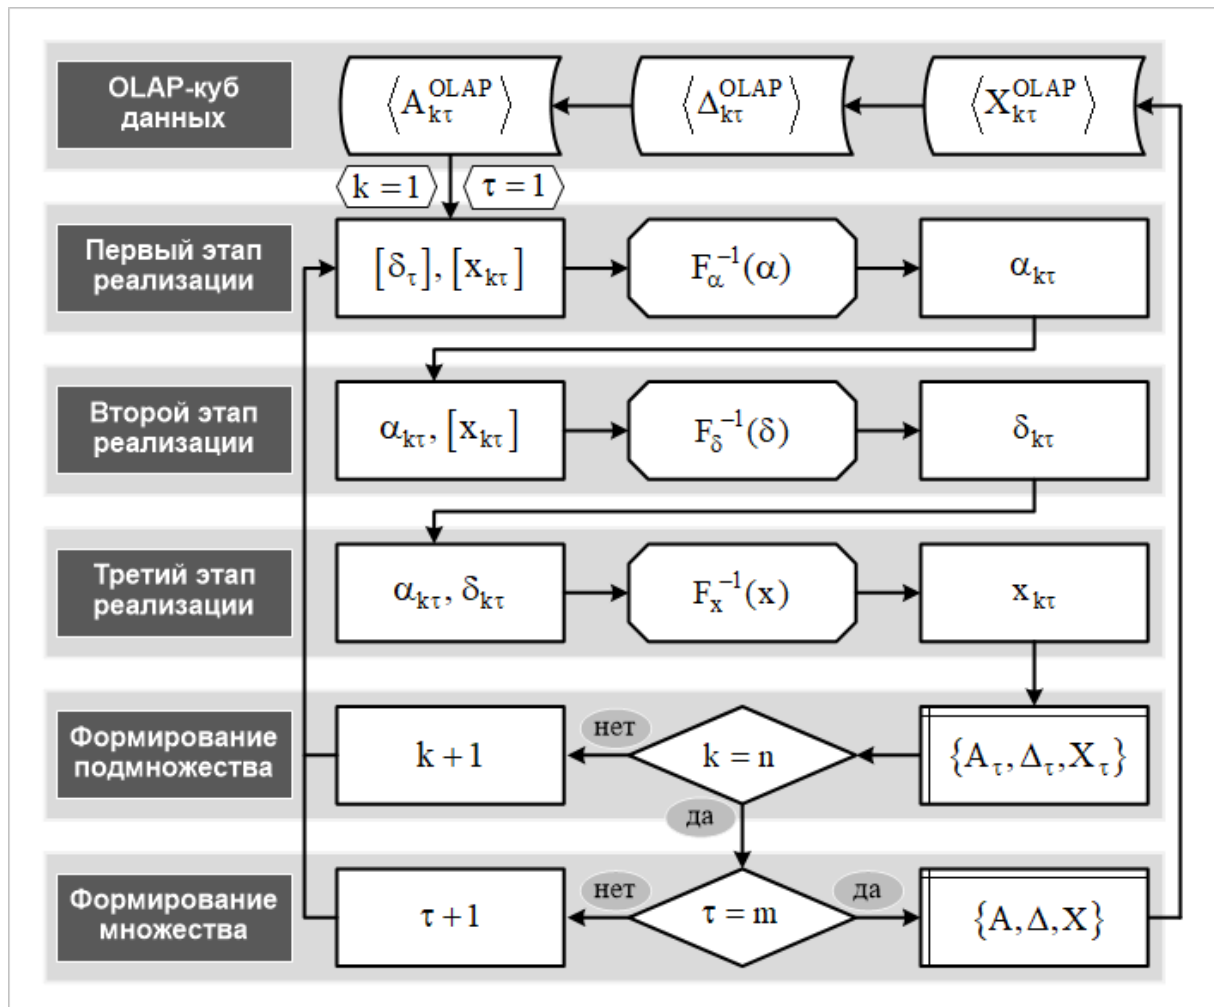 OLAP-куб
данных
⟨A_{kτ}^{OLAP}⟩
⟨Δ_{kτ}^{OLAP}⟩
⟨X_{kτ}^{OLAP}⟩
k = 1
τ = 1
Первый этап
реализации
[δ_τ], [x_{kτ}]
F_α^{−1}(α)
α_{kτ}
Второй этап
реализации
α_{kτ}, [x_{kτ}]
F_δ^{−1}(δ)
δ_{kτ}
Третий этап
реализации
α_{kτ}, δ_{kτ}
F_x^{−1}(x)
x_{kτ}
Формирование
подмножества
k + 1
нет
k = n
{A_τ, Δ_τ, X_τ}
да
Формирование
множества
τ + 1
нет
τ = m
да
{A, Δ, X}